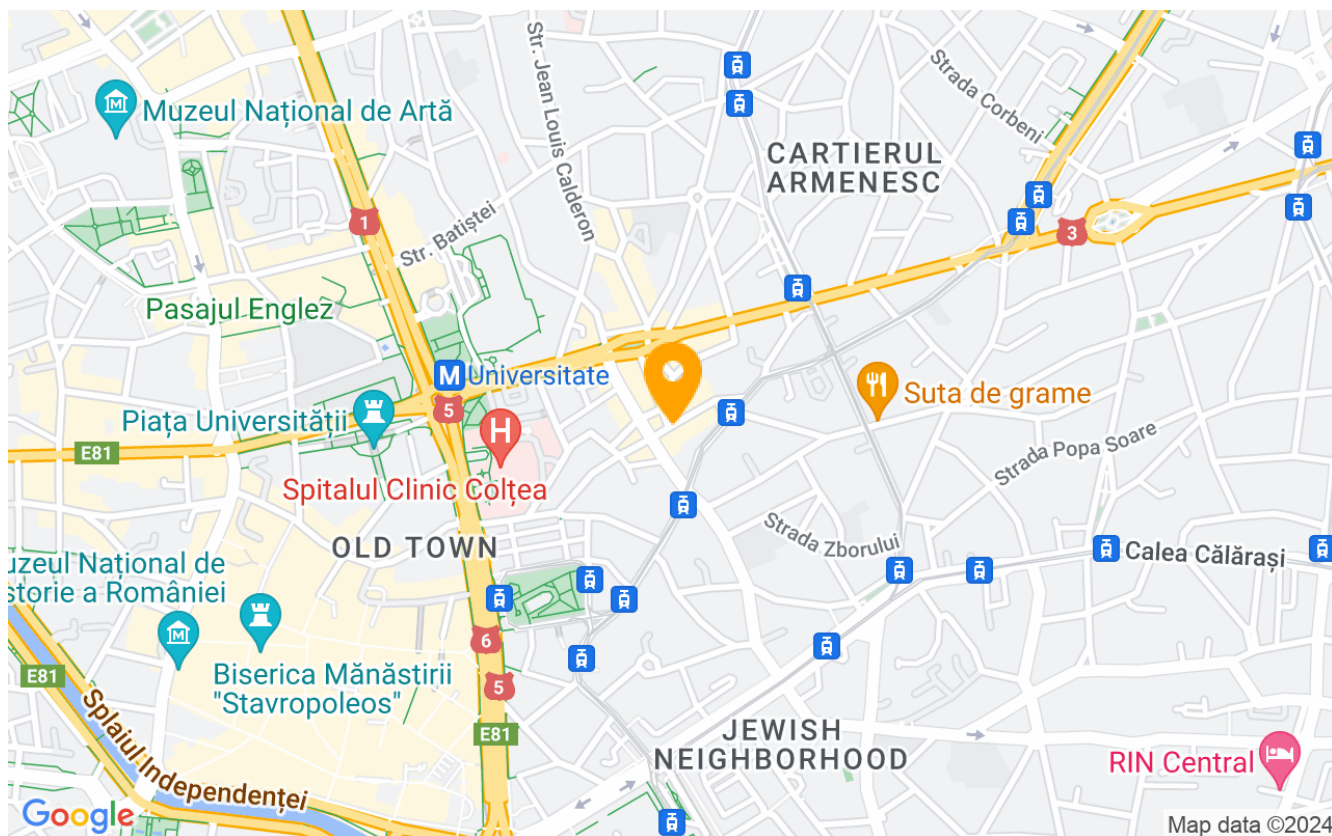 Str. Jean Louis Calderon
Strada Corbeni
Muzeul Național de Artă
CARTIERUL
ARMENESC
1
Str. Batiștei
3
Pasajul Englez
M
Universitate
Suta de grame
Piața Universității
5
H
E81
Strada Popa Soare
Spitalul Clinic Colțea
Strada Zborului
OLD TOWN
Calea Călărași
uzeul Național de
storie a României
6
Biserica Mănăstirii
"Stavropoleos"
E81
5
Splaiul Independenței
E81
JEWISH
NEIGHBORHOOD
RIN Central
Google
Map data ©2024